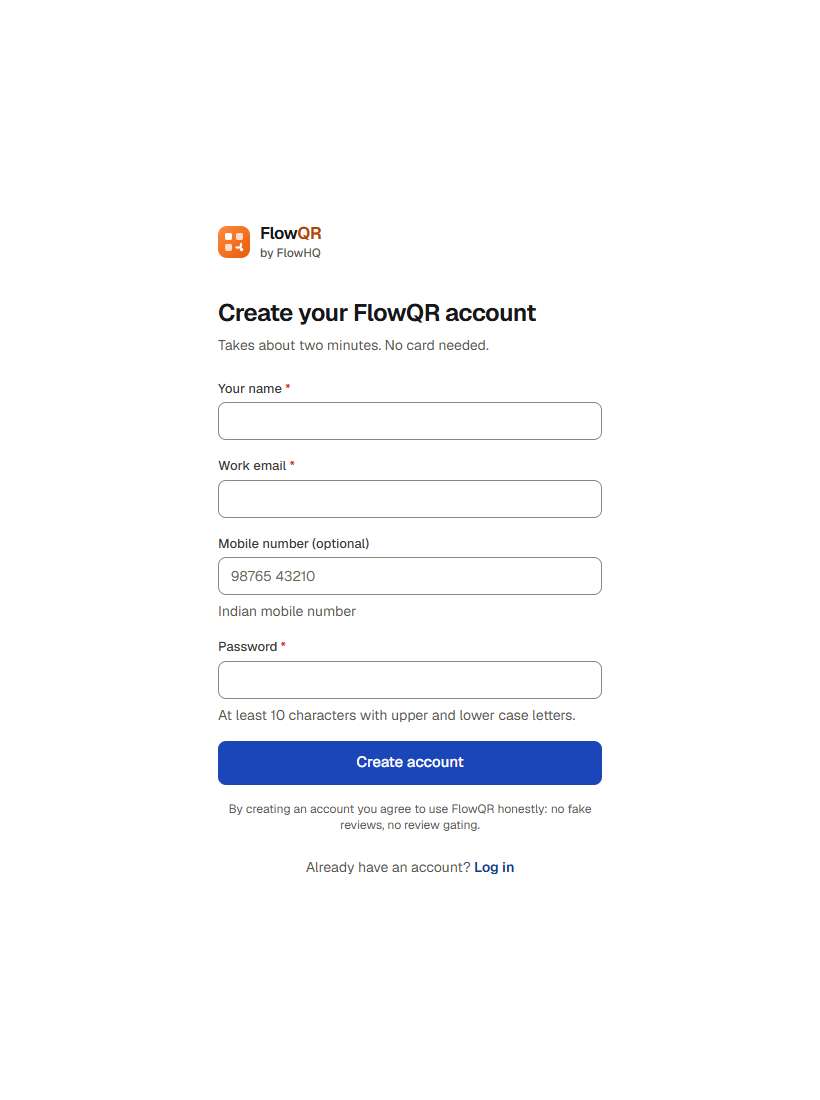 FlowQR
by FlowHQ
Create your FlowQR account
Takes about two minutes. No card needed.
Your name *
Work email *
Mobile number (optional)
98765 43210
Indian mobile number
Password *
At least 10 characters with upper and lower case letters.
Create account
By creating an account you agree to use FlowQR honestly: no fake
reviews, no review gating.
Already have an account? Log in